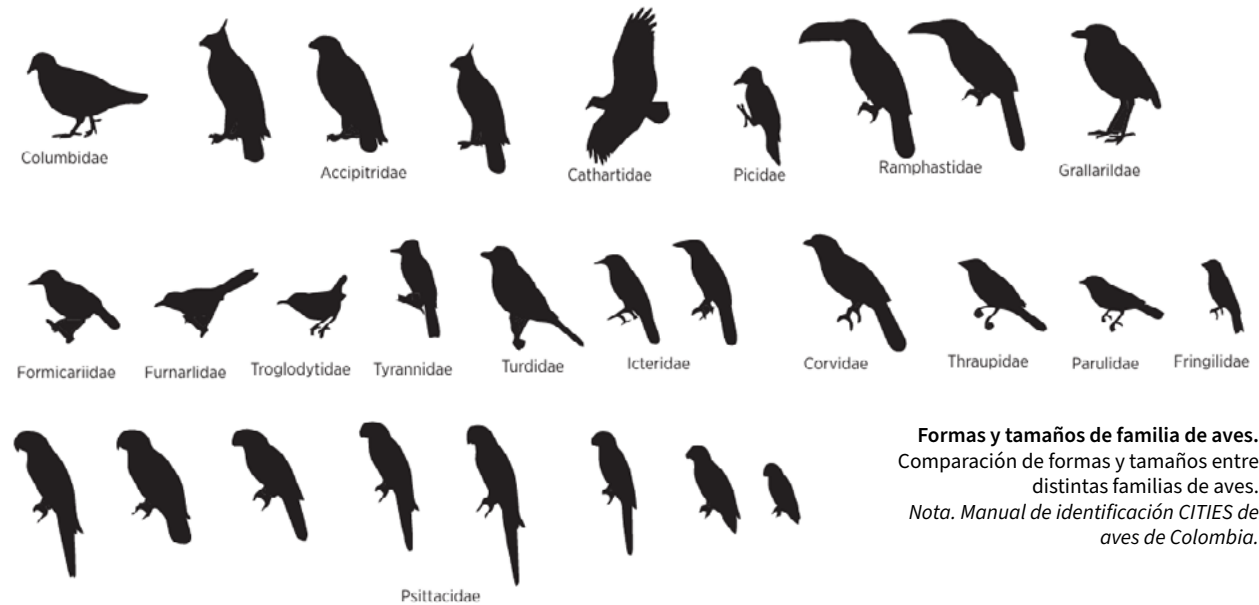 Columbidae
Accipitridae
Cathartidae
Picidae
Ramphastidae
Grallarildae
Formicariidae
Furnarlidae
Troglodytidae
Tyrannidae
Turdidae
Icteridae
Corvidae
Thraupidae
Parulidae
Fringilidae
Psittacidae
Formas y tamaños de familia de aves.
Comparación de formas y tamaños entre
distintas familias de aves.
Nota. Manual de identificación CITIES de
aves de Colombia.